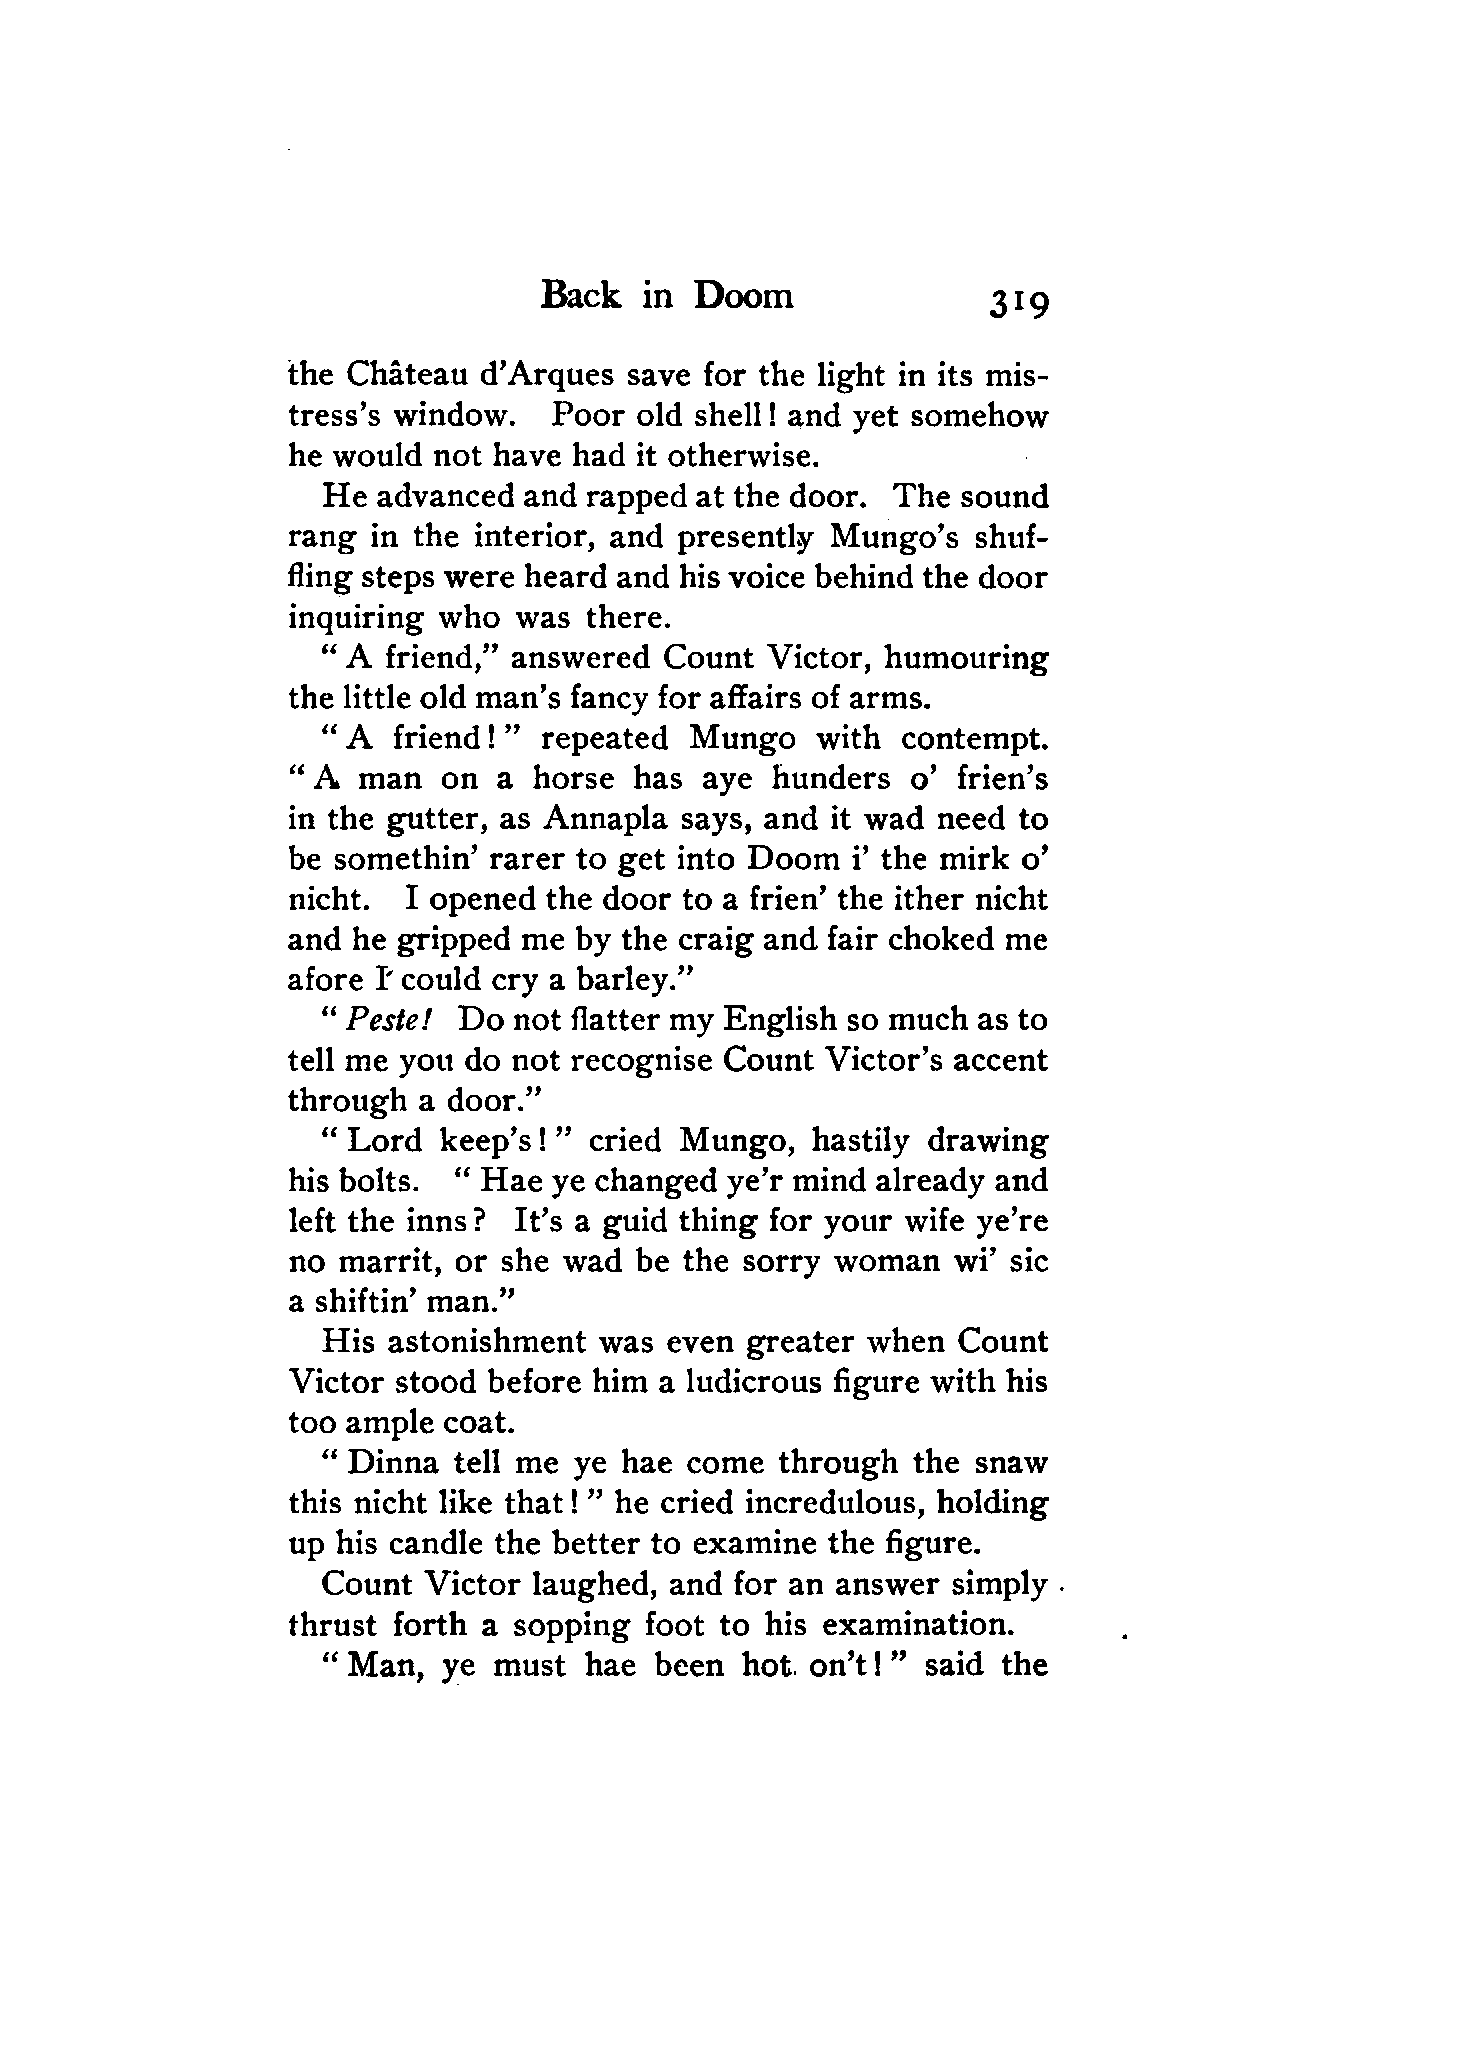 Back in Doom 319
the Château d'Arques save for the light in its mis-
tress's window. Poor old shell! and yet somehow
he would not have had it otherwise.
He advanced and rapped at the door. The sound
rang in the interior, and presently Mungo's shuf-
fling steps were heard and his voice behind the door
inquiring who was there.
"A friend," answered Count Victor, humouring
the little old man's fancy for affairs of arms.
"A friend!" repeated Mungo with contempt.
"A man on a horse has aye hunders o' frien's
in the gutter, as Annapla says, and it wad need to
be somethin' rarer to get into Doom i' the mirk o'
nicht. I opened the door to a frien' the ither nicht
and he gripped me by the craig and fair choked me
afore I could cry a barley."
"Peste! Do not flatter my English so much as to
tell me you do not recognise Count Victor's accent
through a door."
"Lord keep's!" cried Mungo, hastily drawing
his bolts. "Hae ye changed ye'r mind already and
left the inns? It's a guid thing for your wife ye're
no marrit, or she wad be the sorry woman wi' sic
a shiftin' man."
His astonishment was even greater when Count
Victor stood before him a ludicrous figure with his
too ample coat.
"Dinna tell me ye hae come through the snaw
this nicht like that!" he cried incredulous, holding
up his candle the better to examine the figure.
Count Victor laughed, and for an answer simply
thrust forth a sopping foot to his examination.
"Man, ye must hae been hot on't!" said the